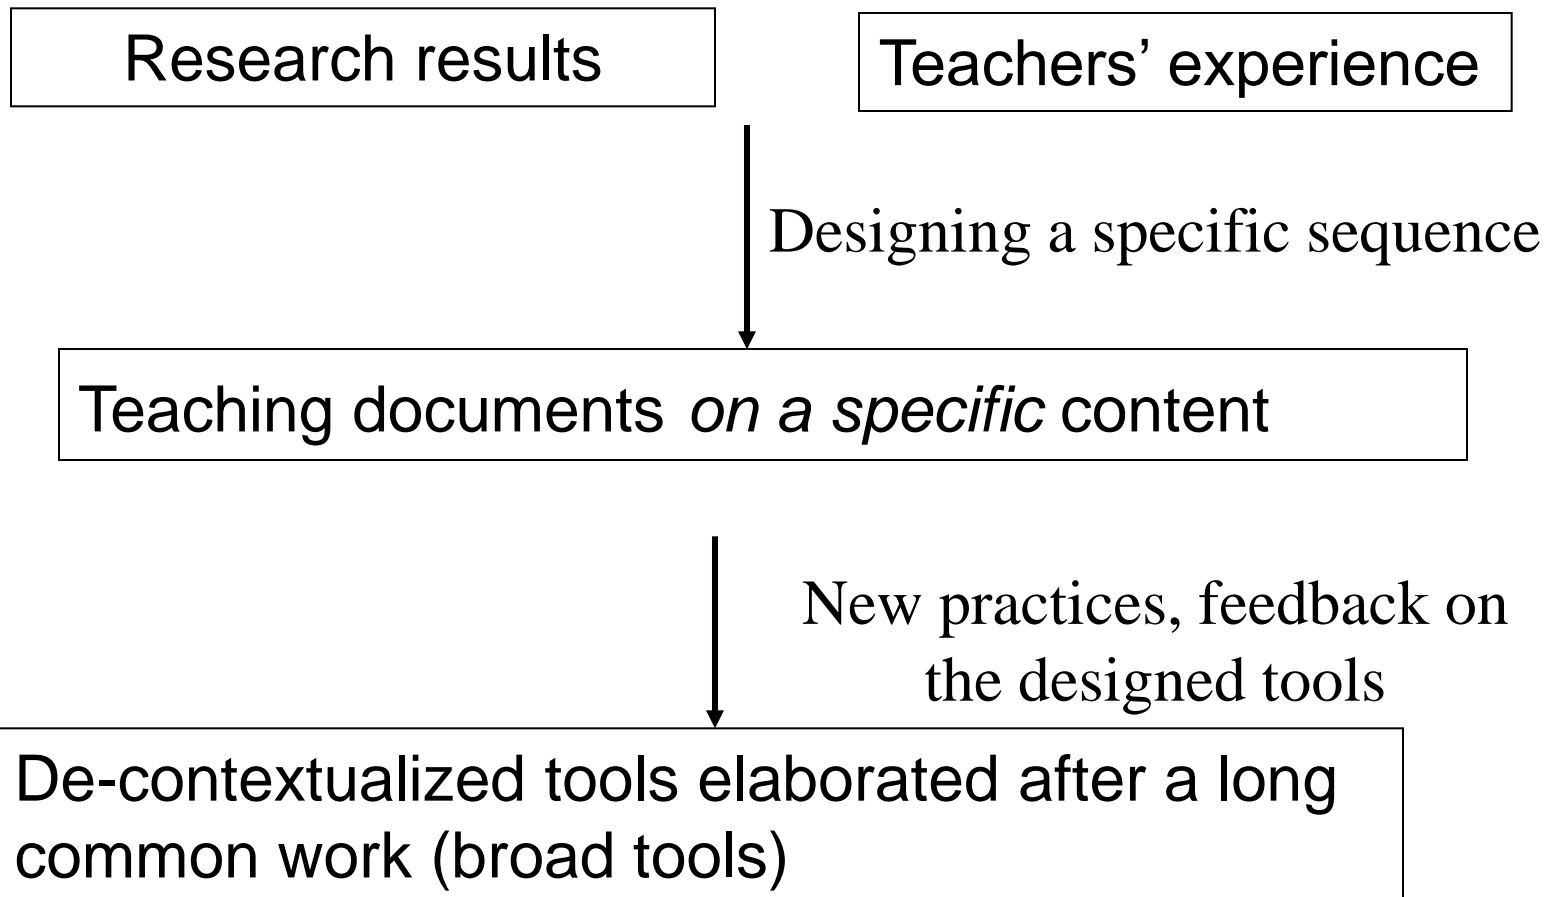 Research results
Teachers’ experience
Designing a specific sequence
Teaching documents on a specific content
New practices, feedback on
the designed tools
De-contextualized tools elaborated after a long
common work (broad tools)